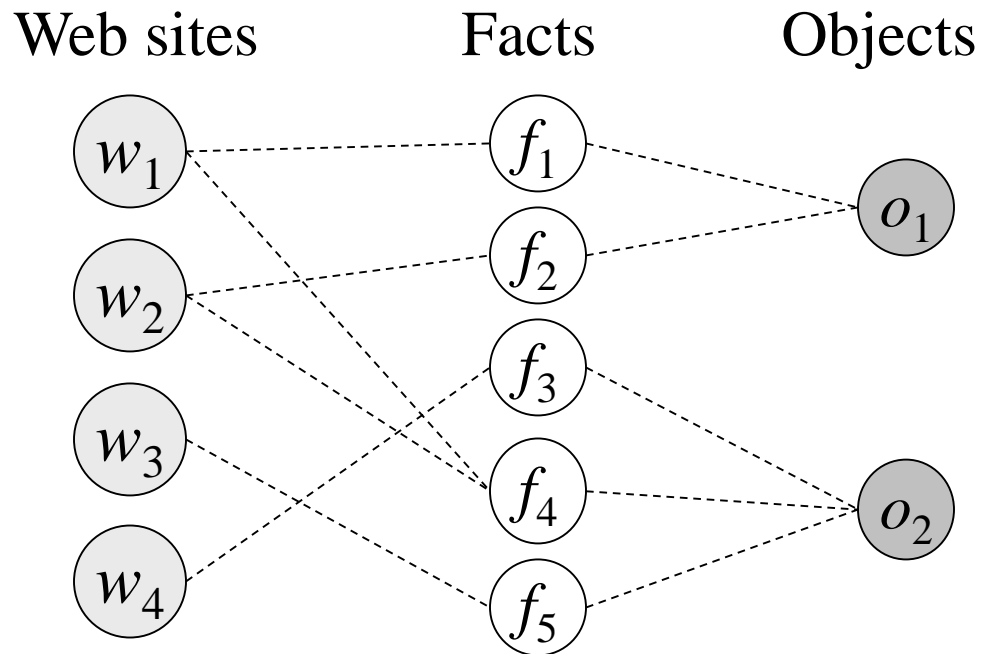 Web sites Facts Objects
w1 f1 o1
w2 f2
w3 f3
w4 f4 o2
f5